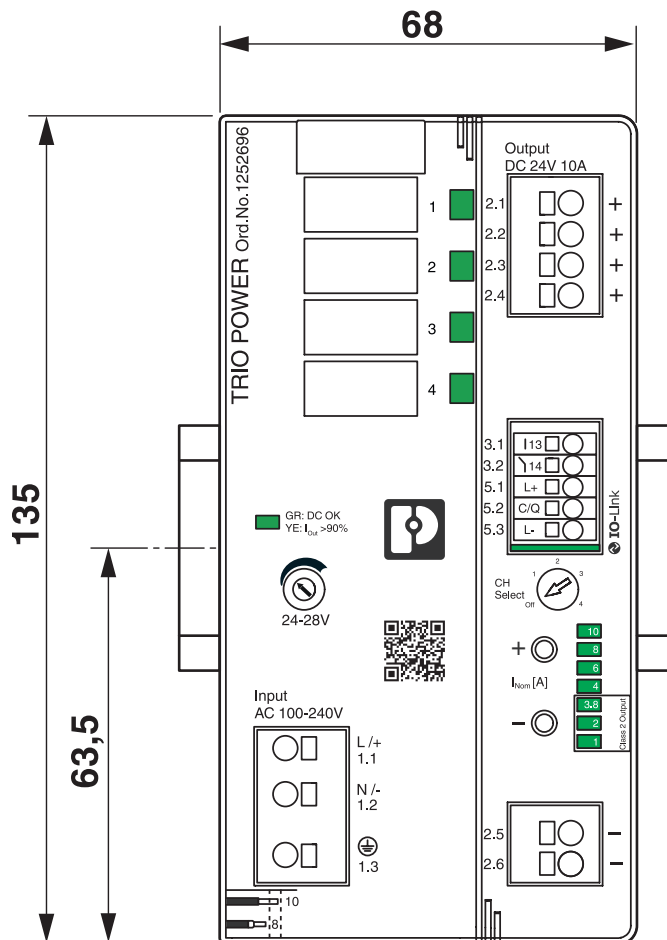 68
135
63,5
TRIO POWER Ord.No.1252696
1
2
3
4
Output
DC 24V 10A
2.1 +
2.2 +
2.3 +
2.4 +
3.1 13
3.2 14
5.1 L+
5.2 C/Q
5.3 L-
IO-Link
GR: DC OK
YE: IOut >90%
24-28V
CH
Select
Off
1
2
3
4
+
INom [A]
–
10
8
6
4
3.8
2
1
Class 2 Output
Input
AC 100-240V
L /+
1.1
N /-
1.2
1.3
2.5 –
2.6 –
10
8